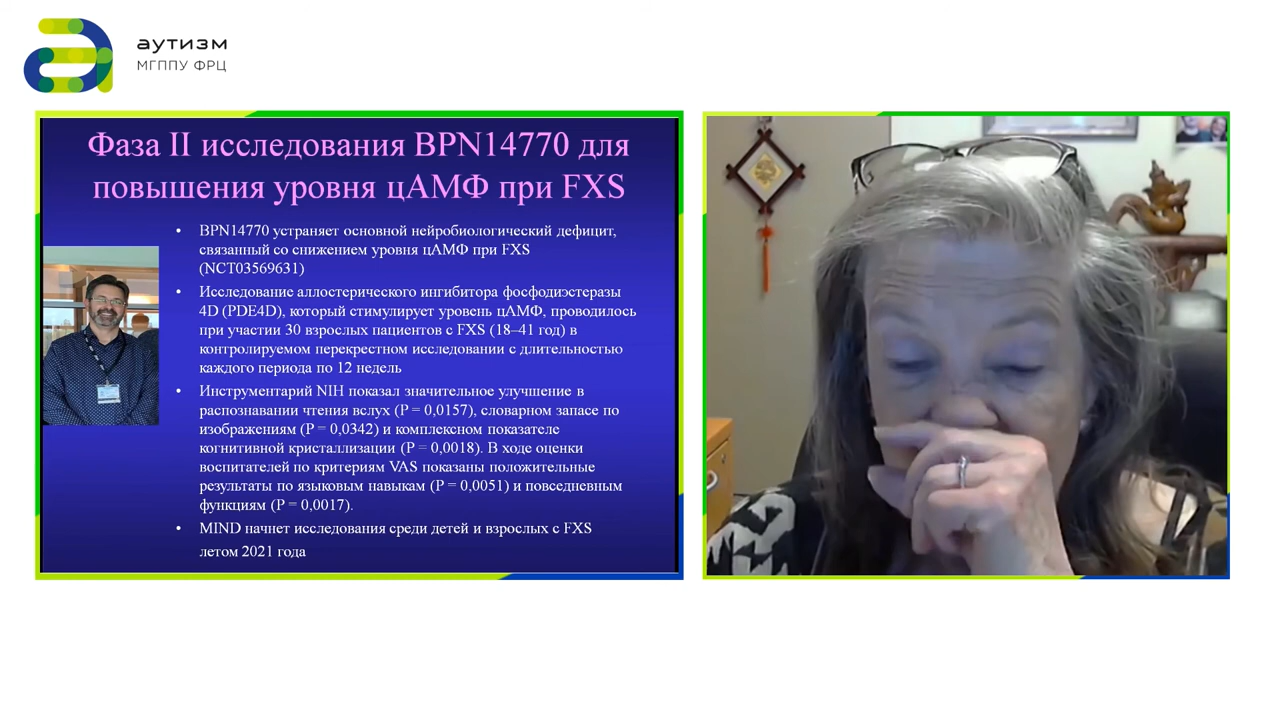 аутизм
МГППУ ФРЦ
Фаза II исследования BPN14770 для
повышения уровня цАМФ при FXS
• BPN14770 устраняет основной нейробиологический дефицит,
связанный со снижением уровня цАМФ при FXS
(NCT03569631)
• Исследование аллостерического ингибитора фосфодиэстеразы
4D (PDE4D), который стимулирует уровень цАМФ, проводилось
при участии 30 взрослых пациентов с FXS (18–41 год) в
контролируемом перекрестном исследовании с длительностью
каждого периода по 12 недель
• Инструментарий NIH показал значительное улучшение в
распознавании чтения вслух (P = 0,0157), словарном запасе по
изображениям (P = 0,0342) и комплексном показателе
когнитивной кристаллизации (P = 0,0018). В ходе оценки
воспитателей по критериям VAS показаны положительные
результаты по языковым навыкам (P = 0,0051) и повседневным
функциям (P = 0,0017).
• MIND начнет исследования среди детей и взрослых с FXS
летом 2021 года